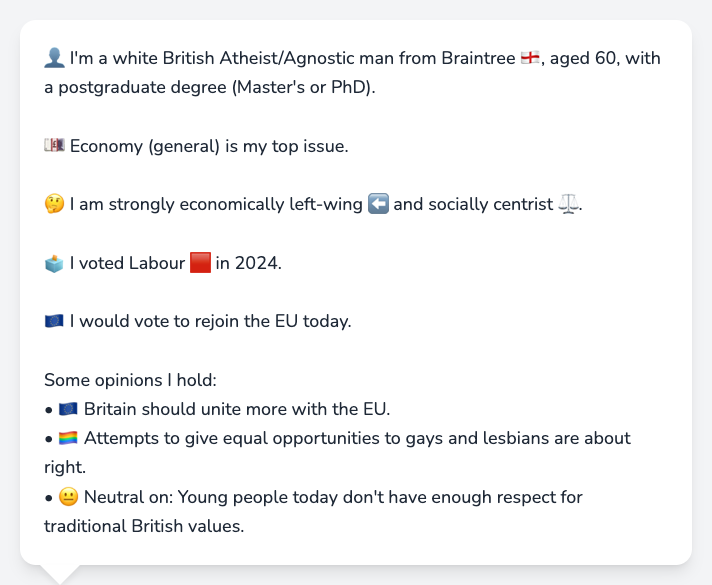 👤 I'm a white British Atheist/Agnostic man from Braintree 🏴󠁧󠁢󠁥󠁮󠁧󠁿, aged 60, with
a postgraduate degree (Master's or PhD).
💷 Economy (general) is my top issue.
🤔 I am strongly economically left-wing ⬅️ and socially centrist ⚖️.
🗳️ I voted Labour 🟥 in 2024.
🇪🇺 I would vote to rejoin the EU today.
Some opinions I hold:
• 🇪🇺 Britain should unite more with the EU.
• 🏳️‍🌈 Attempts to give equal opportunities to gays and lesbians are about
right.
• 😐 Neutral on: Young people today don't have enough respect for
traditional British values.